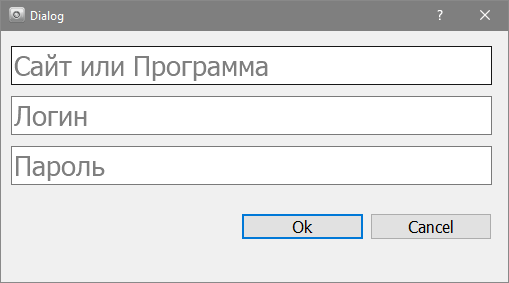 Dialog ?
Сайт или Программа
Логин
Пароль
Ok Cancel